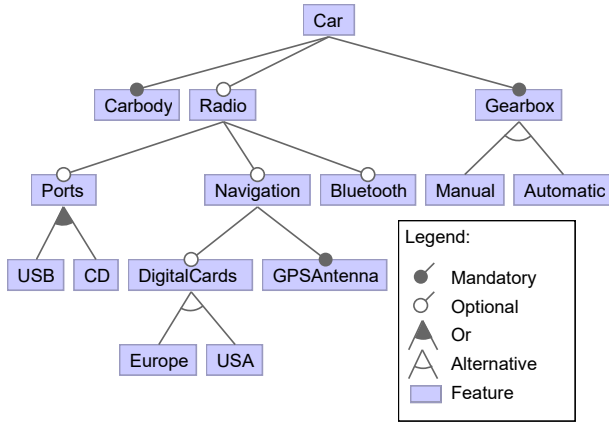 Car
Carbody Radio Gearbox
Ports Navigation Bluetooth Manual Automatic
USB CD DigitalCards GPSAntenna
Europe USA
Legend:
Mandatory
Optional
Or
Alternative
Feature